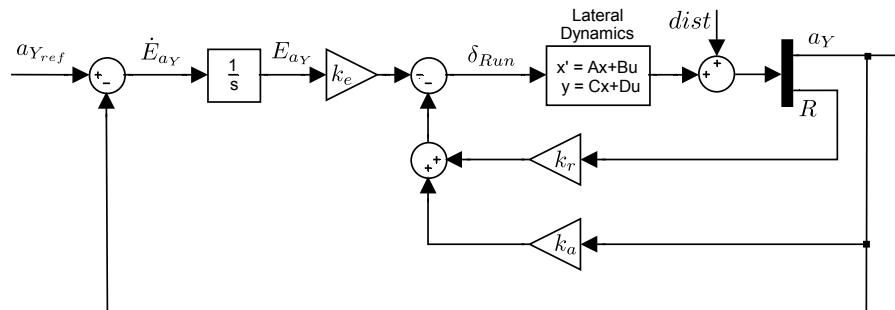 Lateral
Dynamics
dist
a_Y
a_{Y_{ref}}
Ė_{a_Y}
E_{a_Y}
δ_{Run}
+
-
1
s
k_e
-
-
x' = Ax+Bu
y = Cx+Du
+
+
R
+
+
k_r
k_a